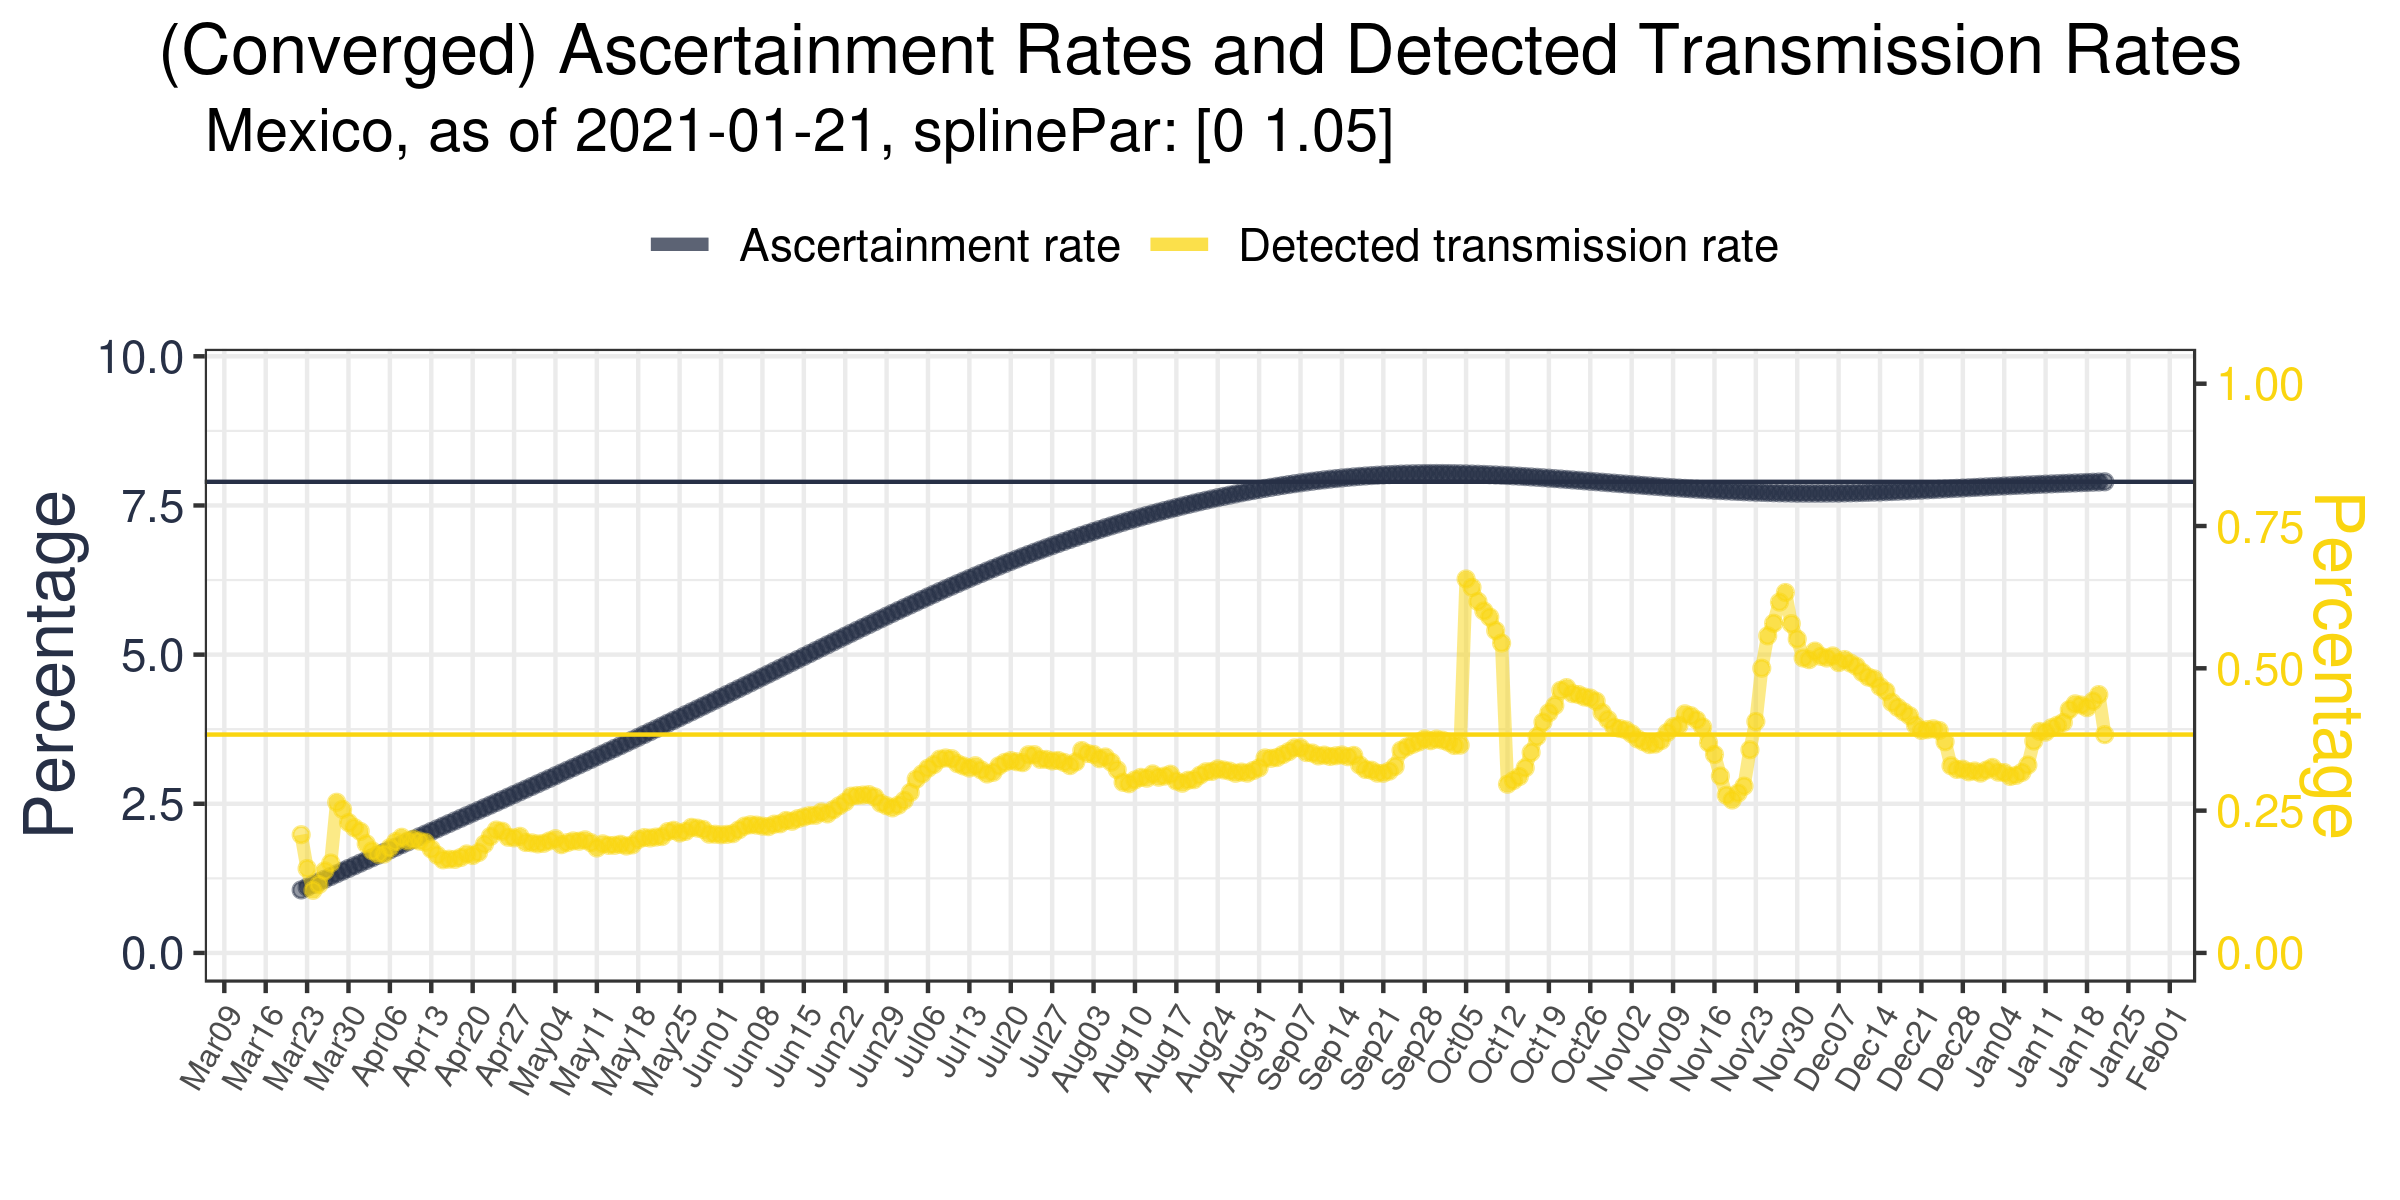 (Converged) Ascertainment Rates and Detected Transmission Rates
Mexico, as of 2021-01-21, splinePar: [0 1.05]
Ascertainment rate
Detected transmission rate
Percentage
10.0
7.5
5.0
2.5
0.0
1.00
0.75
0.50
0.25
0.00
Percentage
Mar09
Mar16
Mar23
Mar30
Apr06
Apr13
Apr20
Apr27
May04
May11
May18
May25
Jun01
Jun08
Jun15
Jun22
Jun29
Jul06
Jul13
Jul20
Jul27
Aug03
Aug10
Aug17
Aug24
Aug31
Sep07
Sep14
Sep21
Sep28
Oct05
Oct12
Oct19
Oct26
Nov02
Nov09
Nov16
Nov23
Nov30
Dec07
Dec14
Dec21
Dec28
Jan04
Jan11
Jan18
Jan25
Feb01